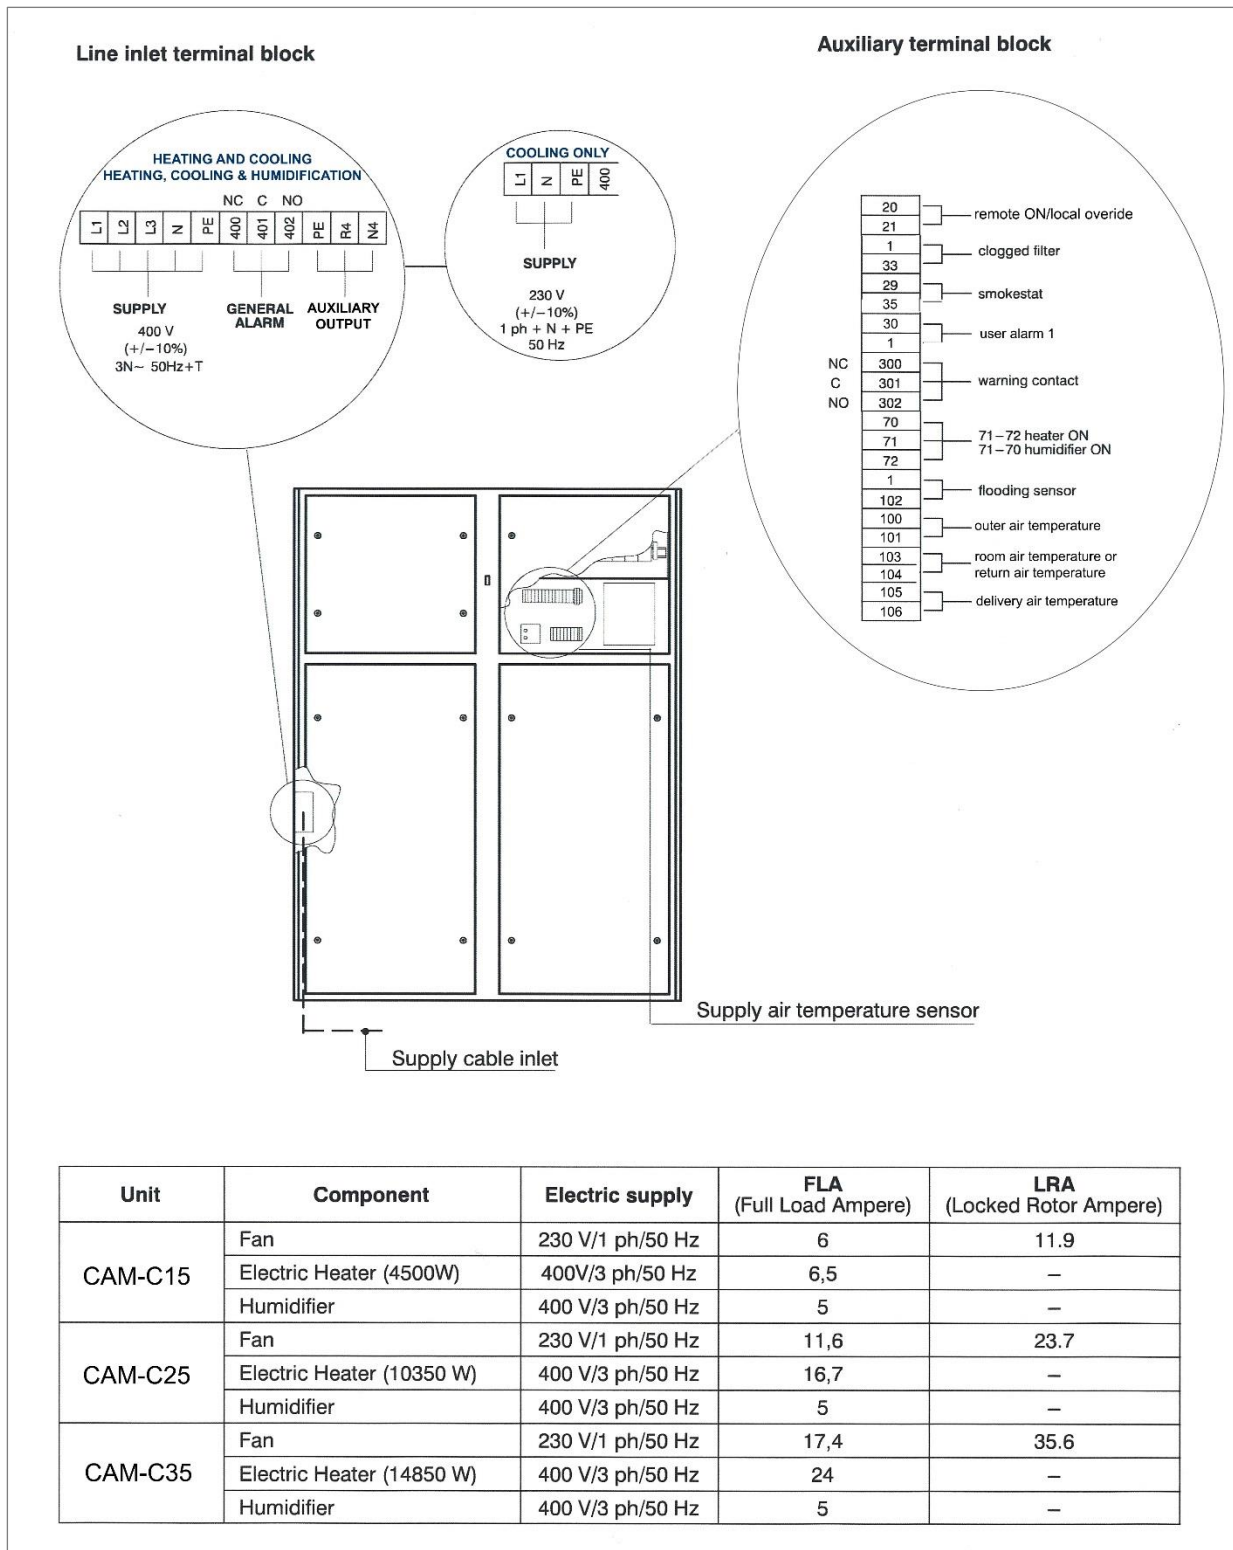 Line inlet terminal block
Auxiliary terminal block
HEATING AND COOLING
HEATING, COOLING & HUMIDIFICATION
NC C NO
L1 L2 L3 N PE 400 401 402 PE R4 N4
SUPPLY
400 V
(+/−10%)
3N~ 50Hz+T
GENERAL
ALARM
AUXILIARY
OUTPUT
COOLING ONLY
L1 N PE 400
SUPPLY
230 V
(+/−10%)
1 ph + N + PE
50 Hz
20
21
remote ON/local overide
1
33
clogged filter
29
35
smokestat
30
1
user alarm 1
NC 300
C 301
NO 302
warning contact
70
71
72
71−72 heater ON
71−70 humidifier ON
1
102
flooding sensor
100
101
outer air temperature
103
104
room air temperature or
return air temperature
105
106
delivery air temperature
Supply air temperature sensor
Supply cable inlet
Unit Component Electric supply FLA (Full Load Ampere) LRA (Locked Rotor Ampere)
CAM-C15
Fan 230 V/1 ph/50 Hz 6 11.9
Electric Heater (4500W) 400V/3 ph/50 Hz 6,5 −
Humidifier 400 V/3 ph/50 Hz 5 −
CAM-C25
Fan 230 V/1 ph/50 Hz 11,6 23.7
Electric Heater (10350 W) 400 V/3 ph/50 Hz 16,7 −
Humidifier 400 V/3 ph/50 Hz 5 −
CAM-C35
Fan 230 V/1 ph/50 Hz 17,4 35.6
Electric Heater (14850 W) 400 V/3 ph/50 Hz 24 −
Humidifier 400 V/3 ph/50 Hz 5 −